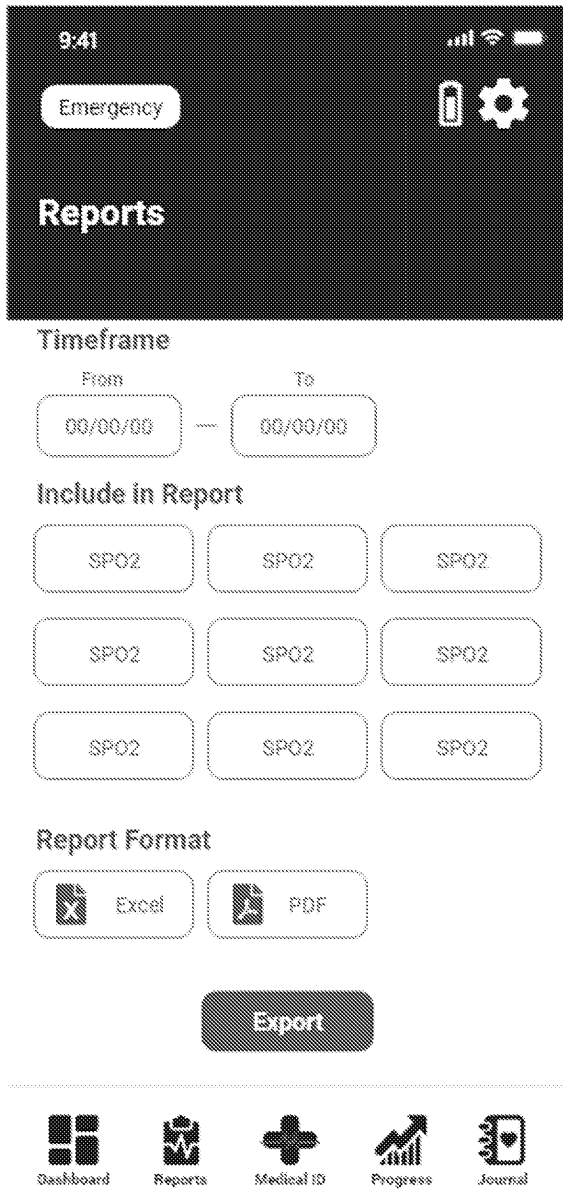 9:41
Emergency
Reports
Timeframe
From To
00/00/00 — 00/00/00
Include in Report
SPO2 SPO2 SPO2
SPO2 SPO2 SPO2
SPO2 SPO2 SPO2
Report Format
Excel PDF
Export
Dashboard Reports Medical ID Progress Journal